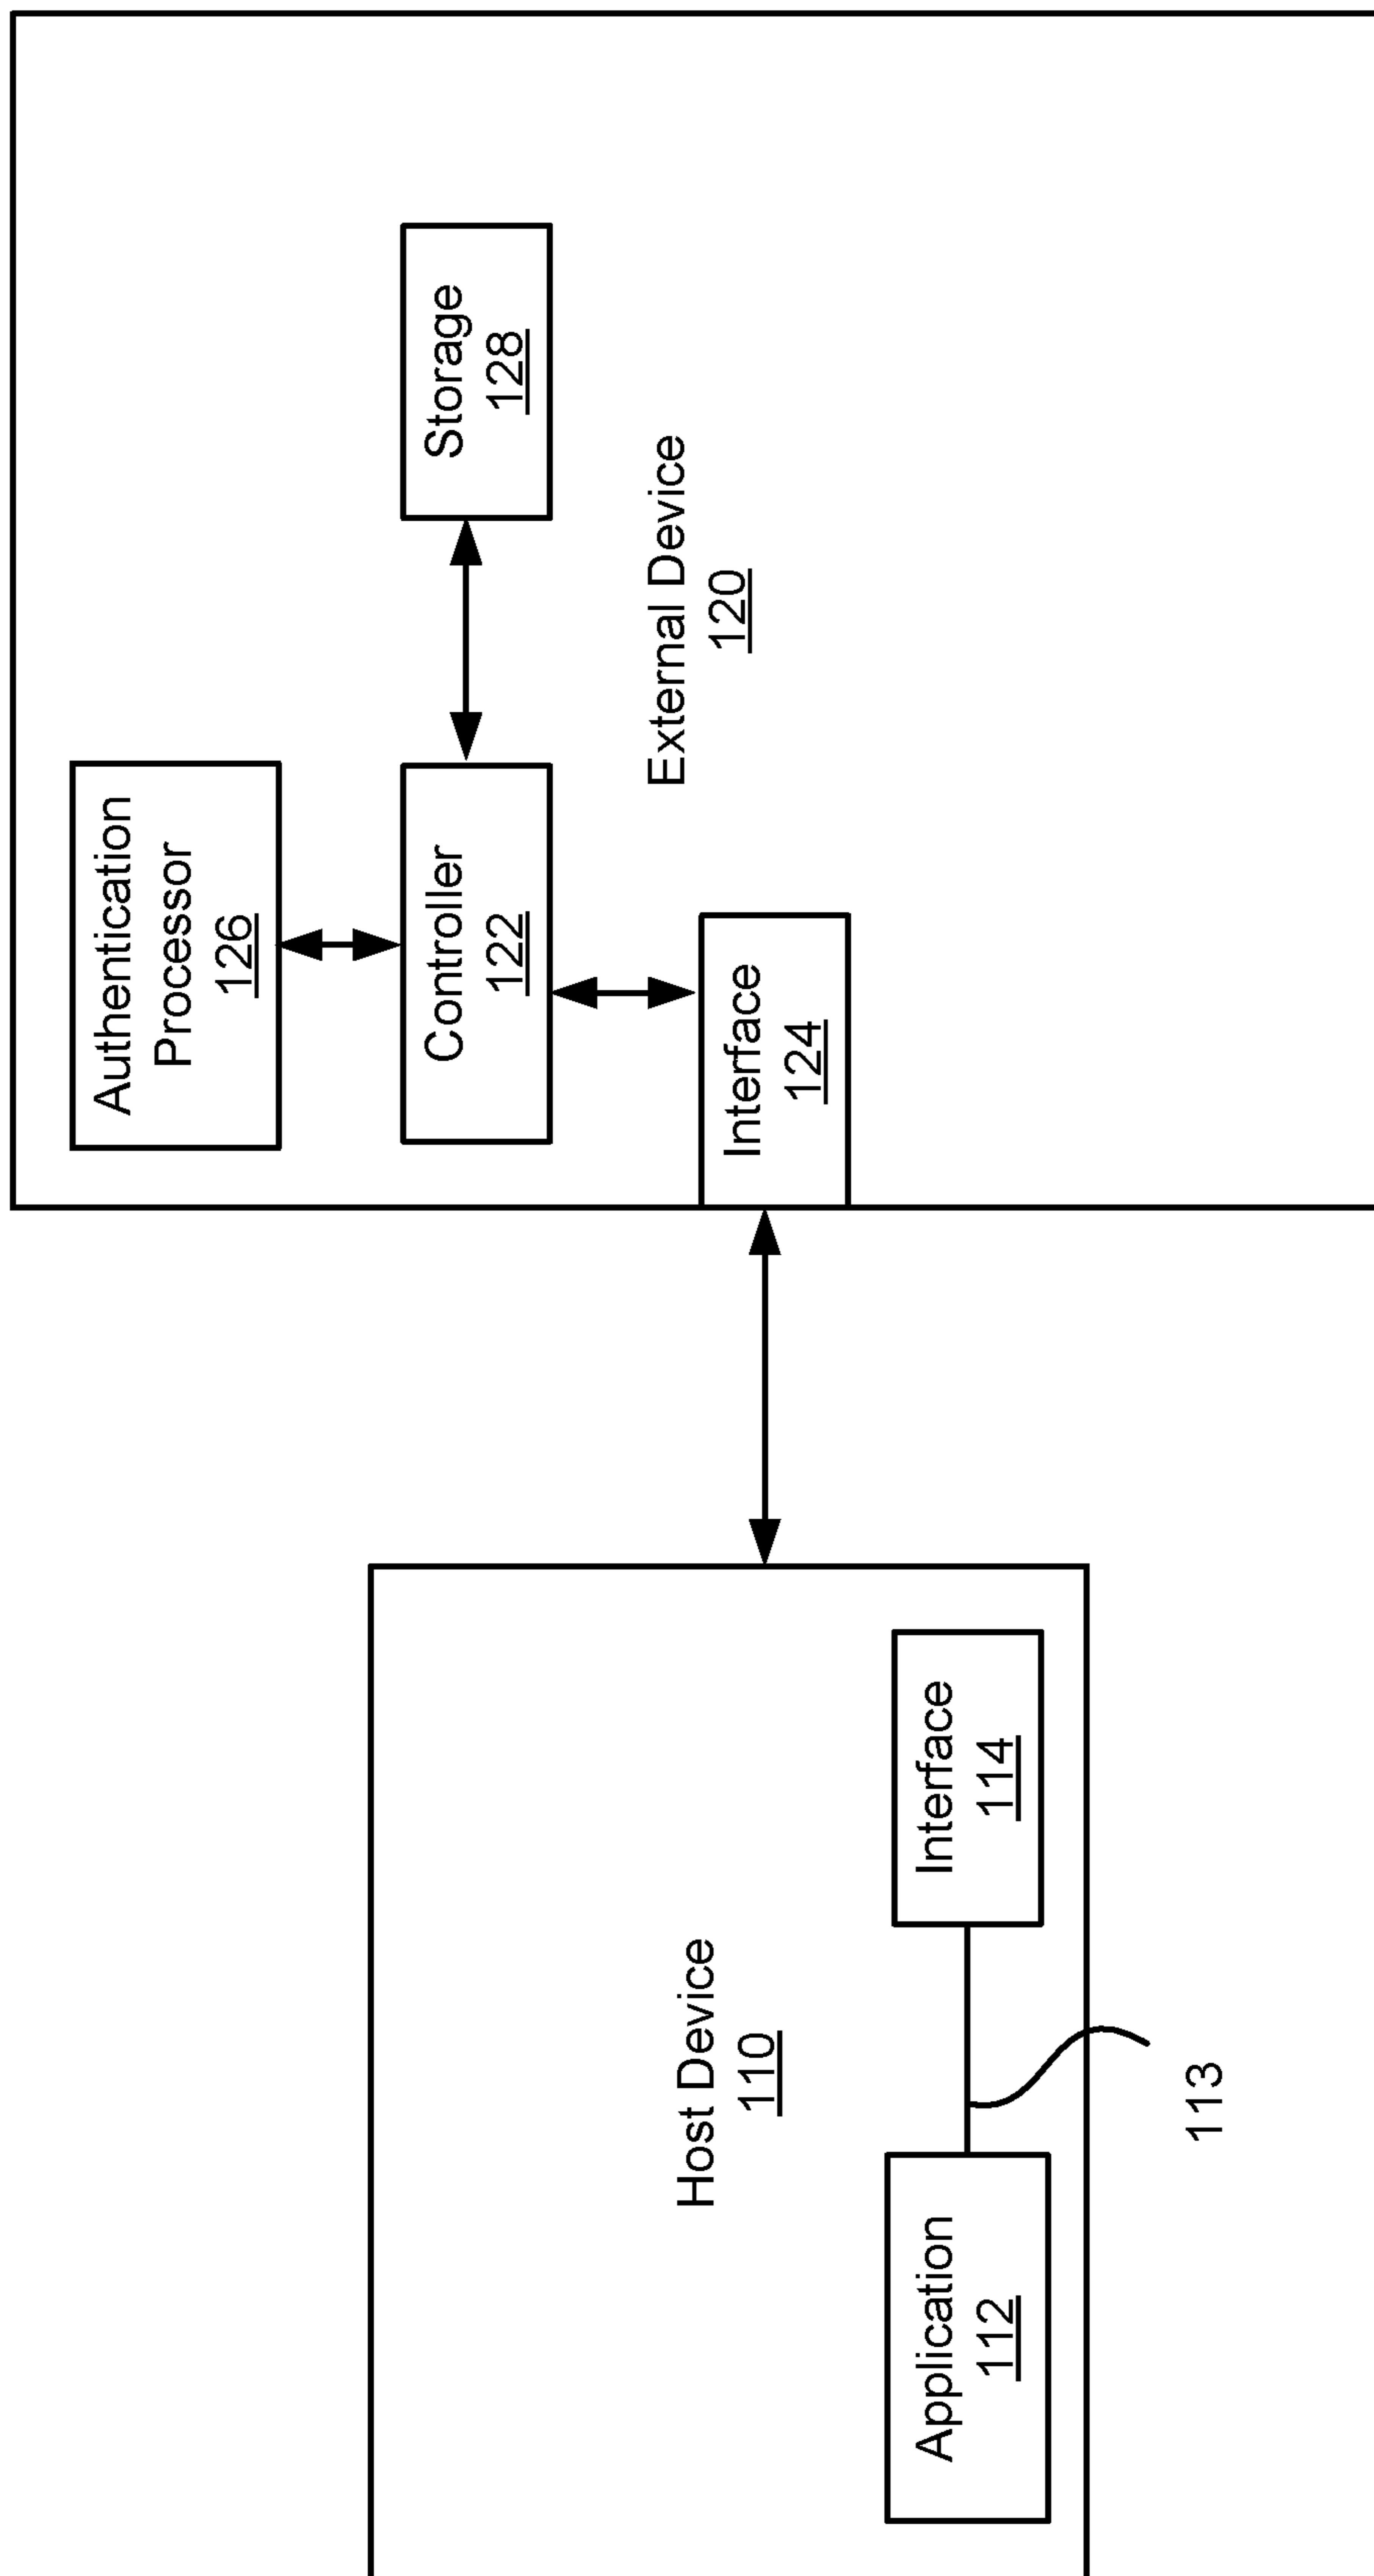 Host Device
110
Application
112
113
Interface
114
Authentication
Processor
126
Controller
122
Storage
128
External Device
120
Interface
124